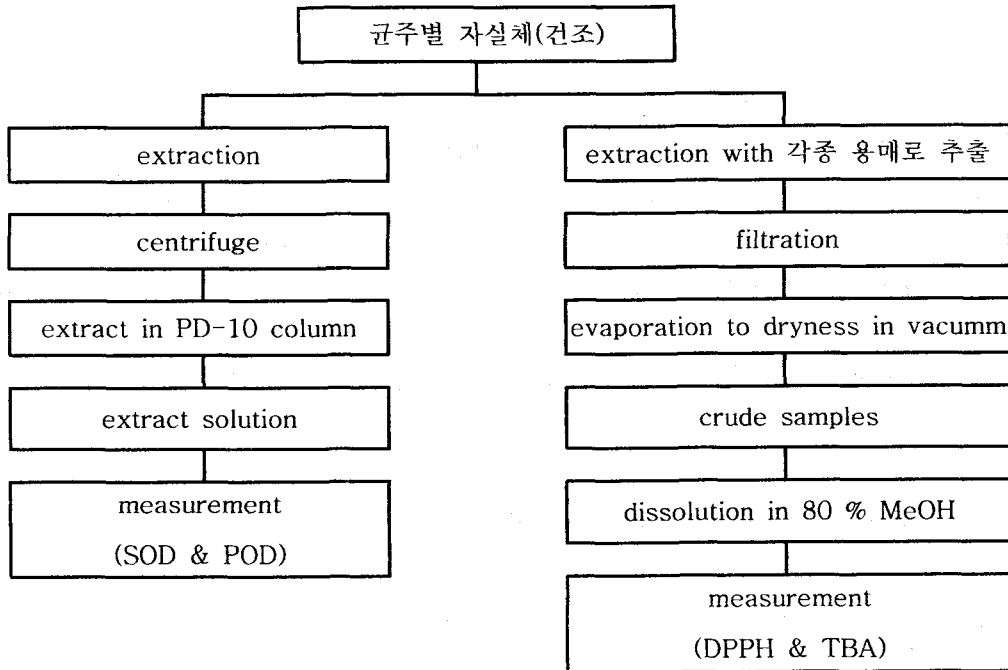 균주별 자실체(건조)
extraction
centrifuge
extract in PD-10 column
extract solution
measurement
(SOD & POD)
extraction with 각종 용매로 추출
filtration
evaporation to dryness in vacumm
crude samples
dissolution in 80 % MeOH
measurement
(DPPH & TBA)